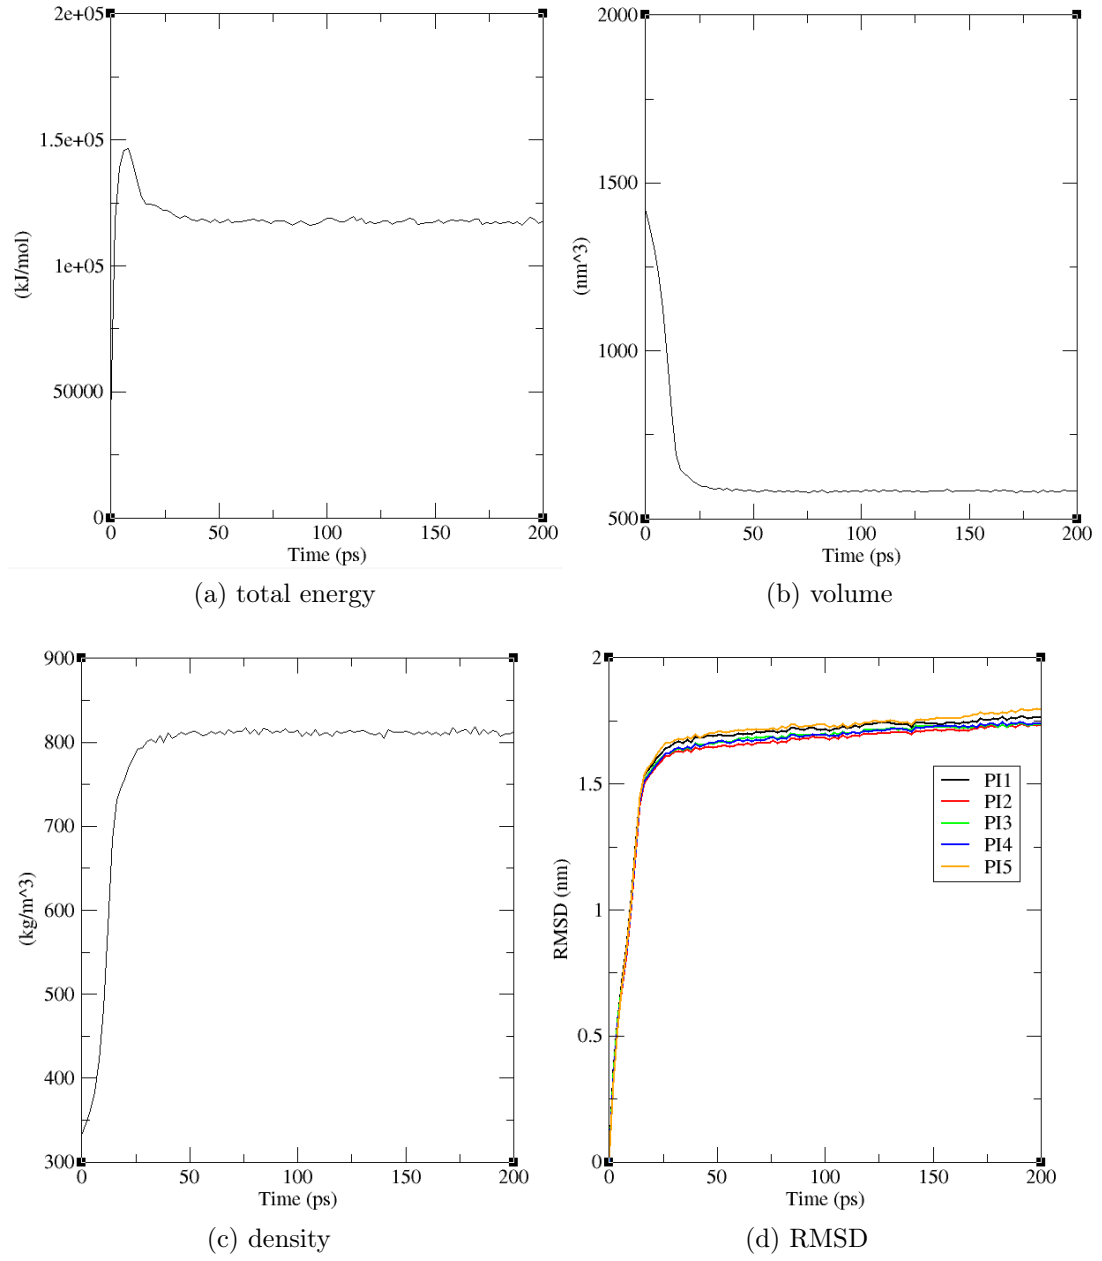 2e+05
1.5e+05
1e+05
50000
0
(kJ/mol)
0 50 100 150 200
Time (ps)
(a) total energy
2000
1500
1000
500
(nm^3)
0 50 100 150 200
Time (ps)
(b) volume
900
800
700
600
500
400
300
(kg/m^3)
0 50 100 150 200
Time (ps)
(c) density
2
1.5
1
0.5
0
RMSD (nm)
PI1
PI2
PI3
PI4
PI5
0 50 100 150 200
Time (ps)
(d) RMSD